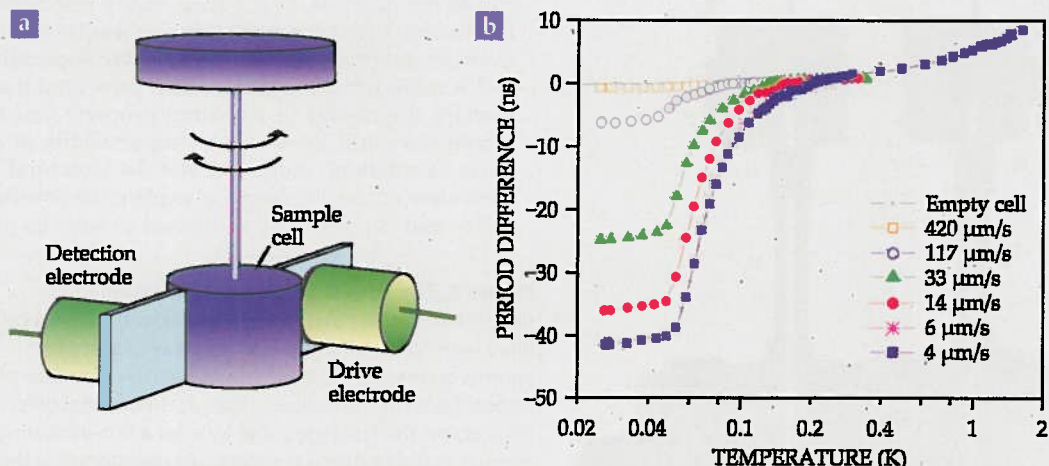 a
Sample
cell
Detection
electrode
Drive
electrode
b
PERIOD DIFFERENCE (ns)
10
0
–10
–20
–30
–40
–50
Empty cell
420 μm/s
117 μm/s
33 μm/s
14 μm/s
6 μm/s
4 μm/s
0.02 0.04 0.1 0.2 0.4 1 2
TEMPERATURE (K)